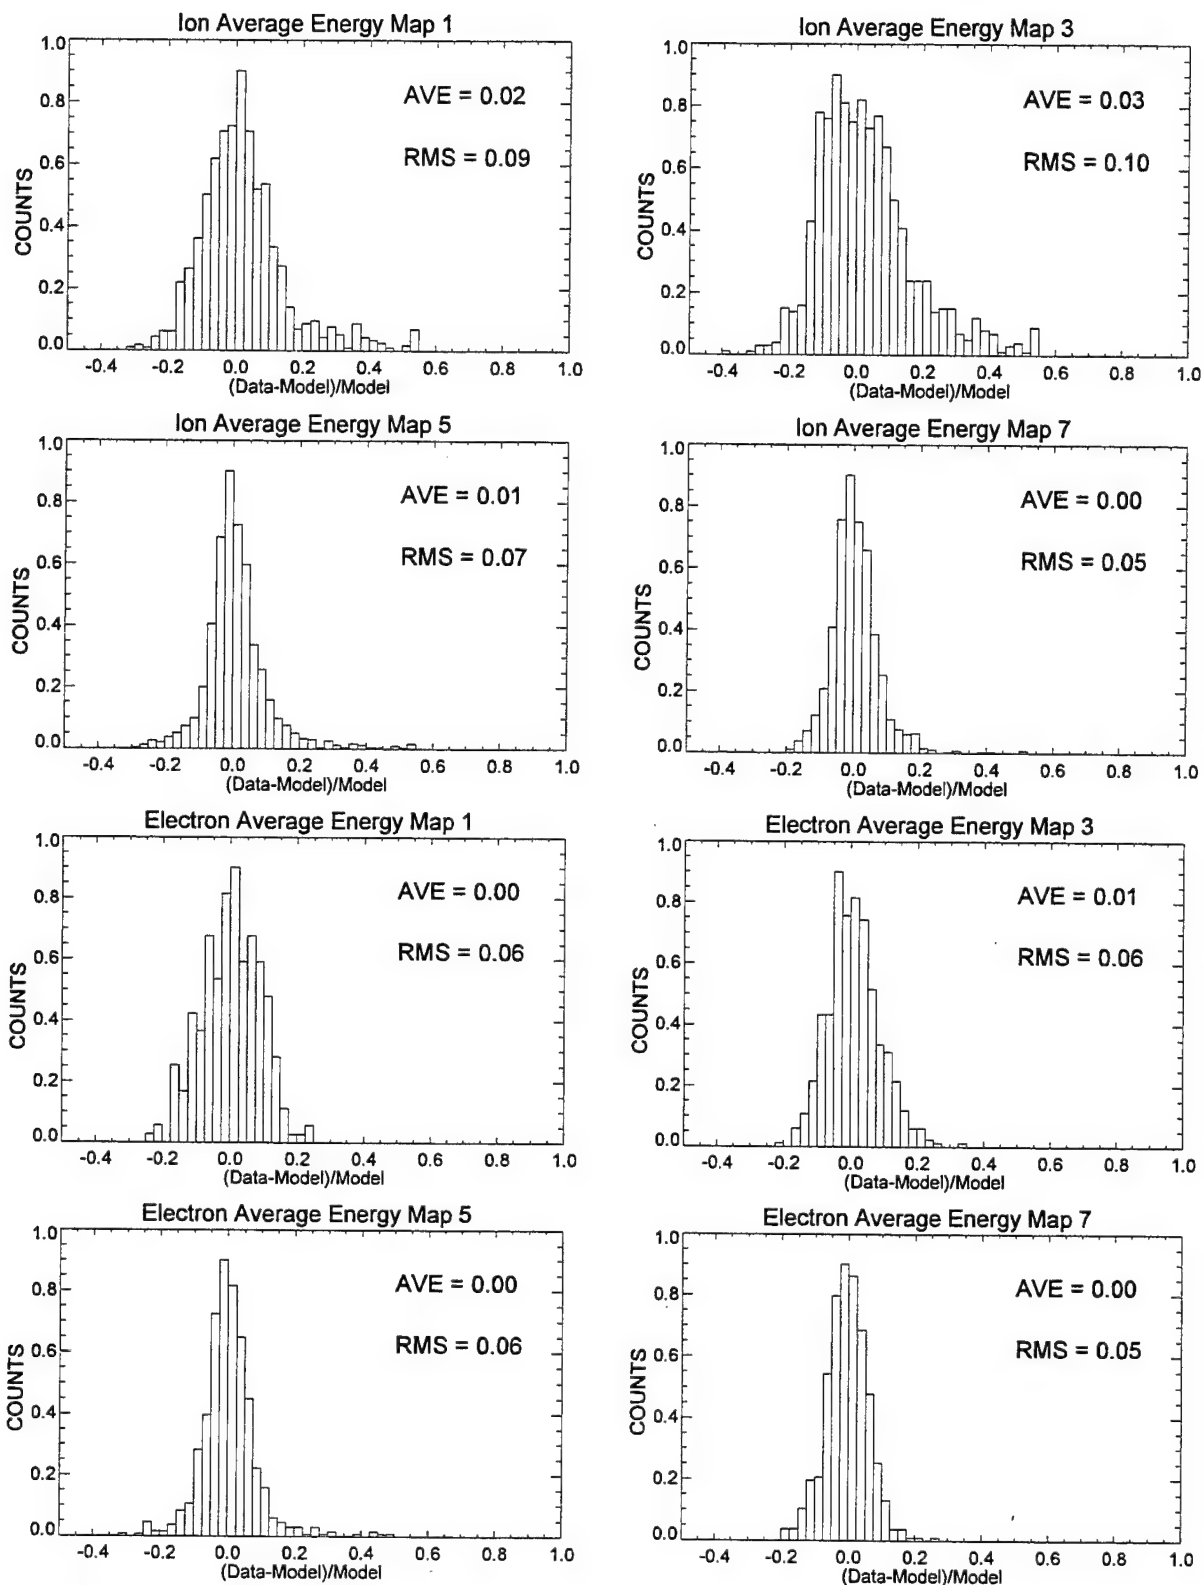 Ion Average Energy Map 1
1.0
0.8
0.6
0.4
0.2
0.0
COUNTS
AVE = 0.02
RMS = 0.09
-0.4 -0.2 0.0 0.2 0.4 0.6 0.8 1.0
(Data-Model)/Model
Ion Average Energy Map 3
1.0
0.8
0.6
0.4
0.2
0.0
COUNTS
AVE = 0.03
RMS = 0.10
-0.4 -0.2 0.0 0.2 0.4 0.6 0.8 1.0
(Data-Model)/Model
Ion Average Energy Map 5
1.0
0.8
0.6
0.4
0.2
0.0
COUNTS
AVE = 0.01
RMS = 0.07
-0.4 -0.2 0.0 0.2 0.4 0.6 0.8 1.0
(Data-Model)/Model
Ion Average Energy Map 7
1.0
0.8
0.6
0.4
0.2
0.0
COUNTS
AVE = 0.00
RMS = 0.05
-0.4 -0.2 0.0 0.2 0.4 0.6 0.8 1.0
(Data-Model)/Model
Electron Average Energy Map 1
1.0
0.8
0.6
0.4
0.2
0.0
COUNTS
AVE = 0.00
RMS = 0.06
-0.4 -0.2 0.0 0.2 0.4 0.6 0.8 1.0
(Data-Model)/Model
Electron Average Energy Map 3
1.0
0.8
0.6
0.4
0.2
0.0
COUNTS
AVE = 0.01
RMS = 0.06
-0.4 -0.2 0.0 0.2 0.4 0.6 0.8 1.0
(Data-Model)/Model
Electron Average Energy Map 5
1.0
0.8
0.6
0.4
0.2
0.0
COUNTS
AVE = 0.00
RMS = 0.06
-0.4 -0.2 0.0 0.2 0.4 0.6 0.8 1.0
(Data-Model)/Model
Electron Average Energy Map 7
1.0
0.8
0.6
0.4
0.2
0.0
COUNTS
AVE = 0.00
RMS = 0.05
-0.4 -0.2 0.0 0.2 0.4 0.6 0.8 1.0
(Data-Model)/Model